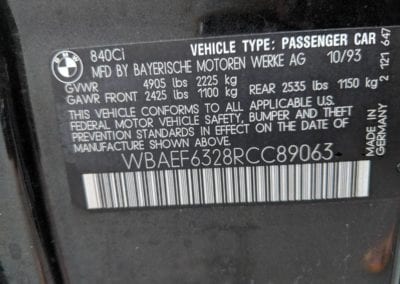 BMW
840Ci VEHICLE TYPE: PASSENGER CAR
MFD BY BAYERISCHE MOTOREN WERKE AG 10/93
GVWR 4905 lbs 2225 kg
GAWR FRONT 2425 lbs 1100 kg REAR 2535 lbs 1150 kg
THIS VEHICLE CONFORMS TO ALL APPLICABLE U.S.
FEDERAL MOTOR VEHICLE SAFETY, BUMPER, AND THEFT
PREVENTION STANDARDS IN EFFECT ON THE DATE OF
MANUFACTURE SHOWN ABOVE.
WBAEF6328RCC89063
2 121 647
MADE IN
GERMANY